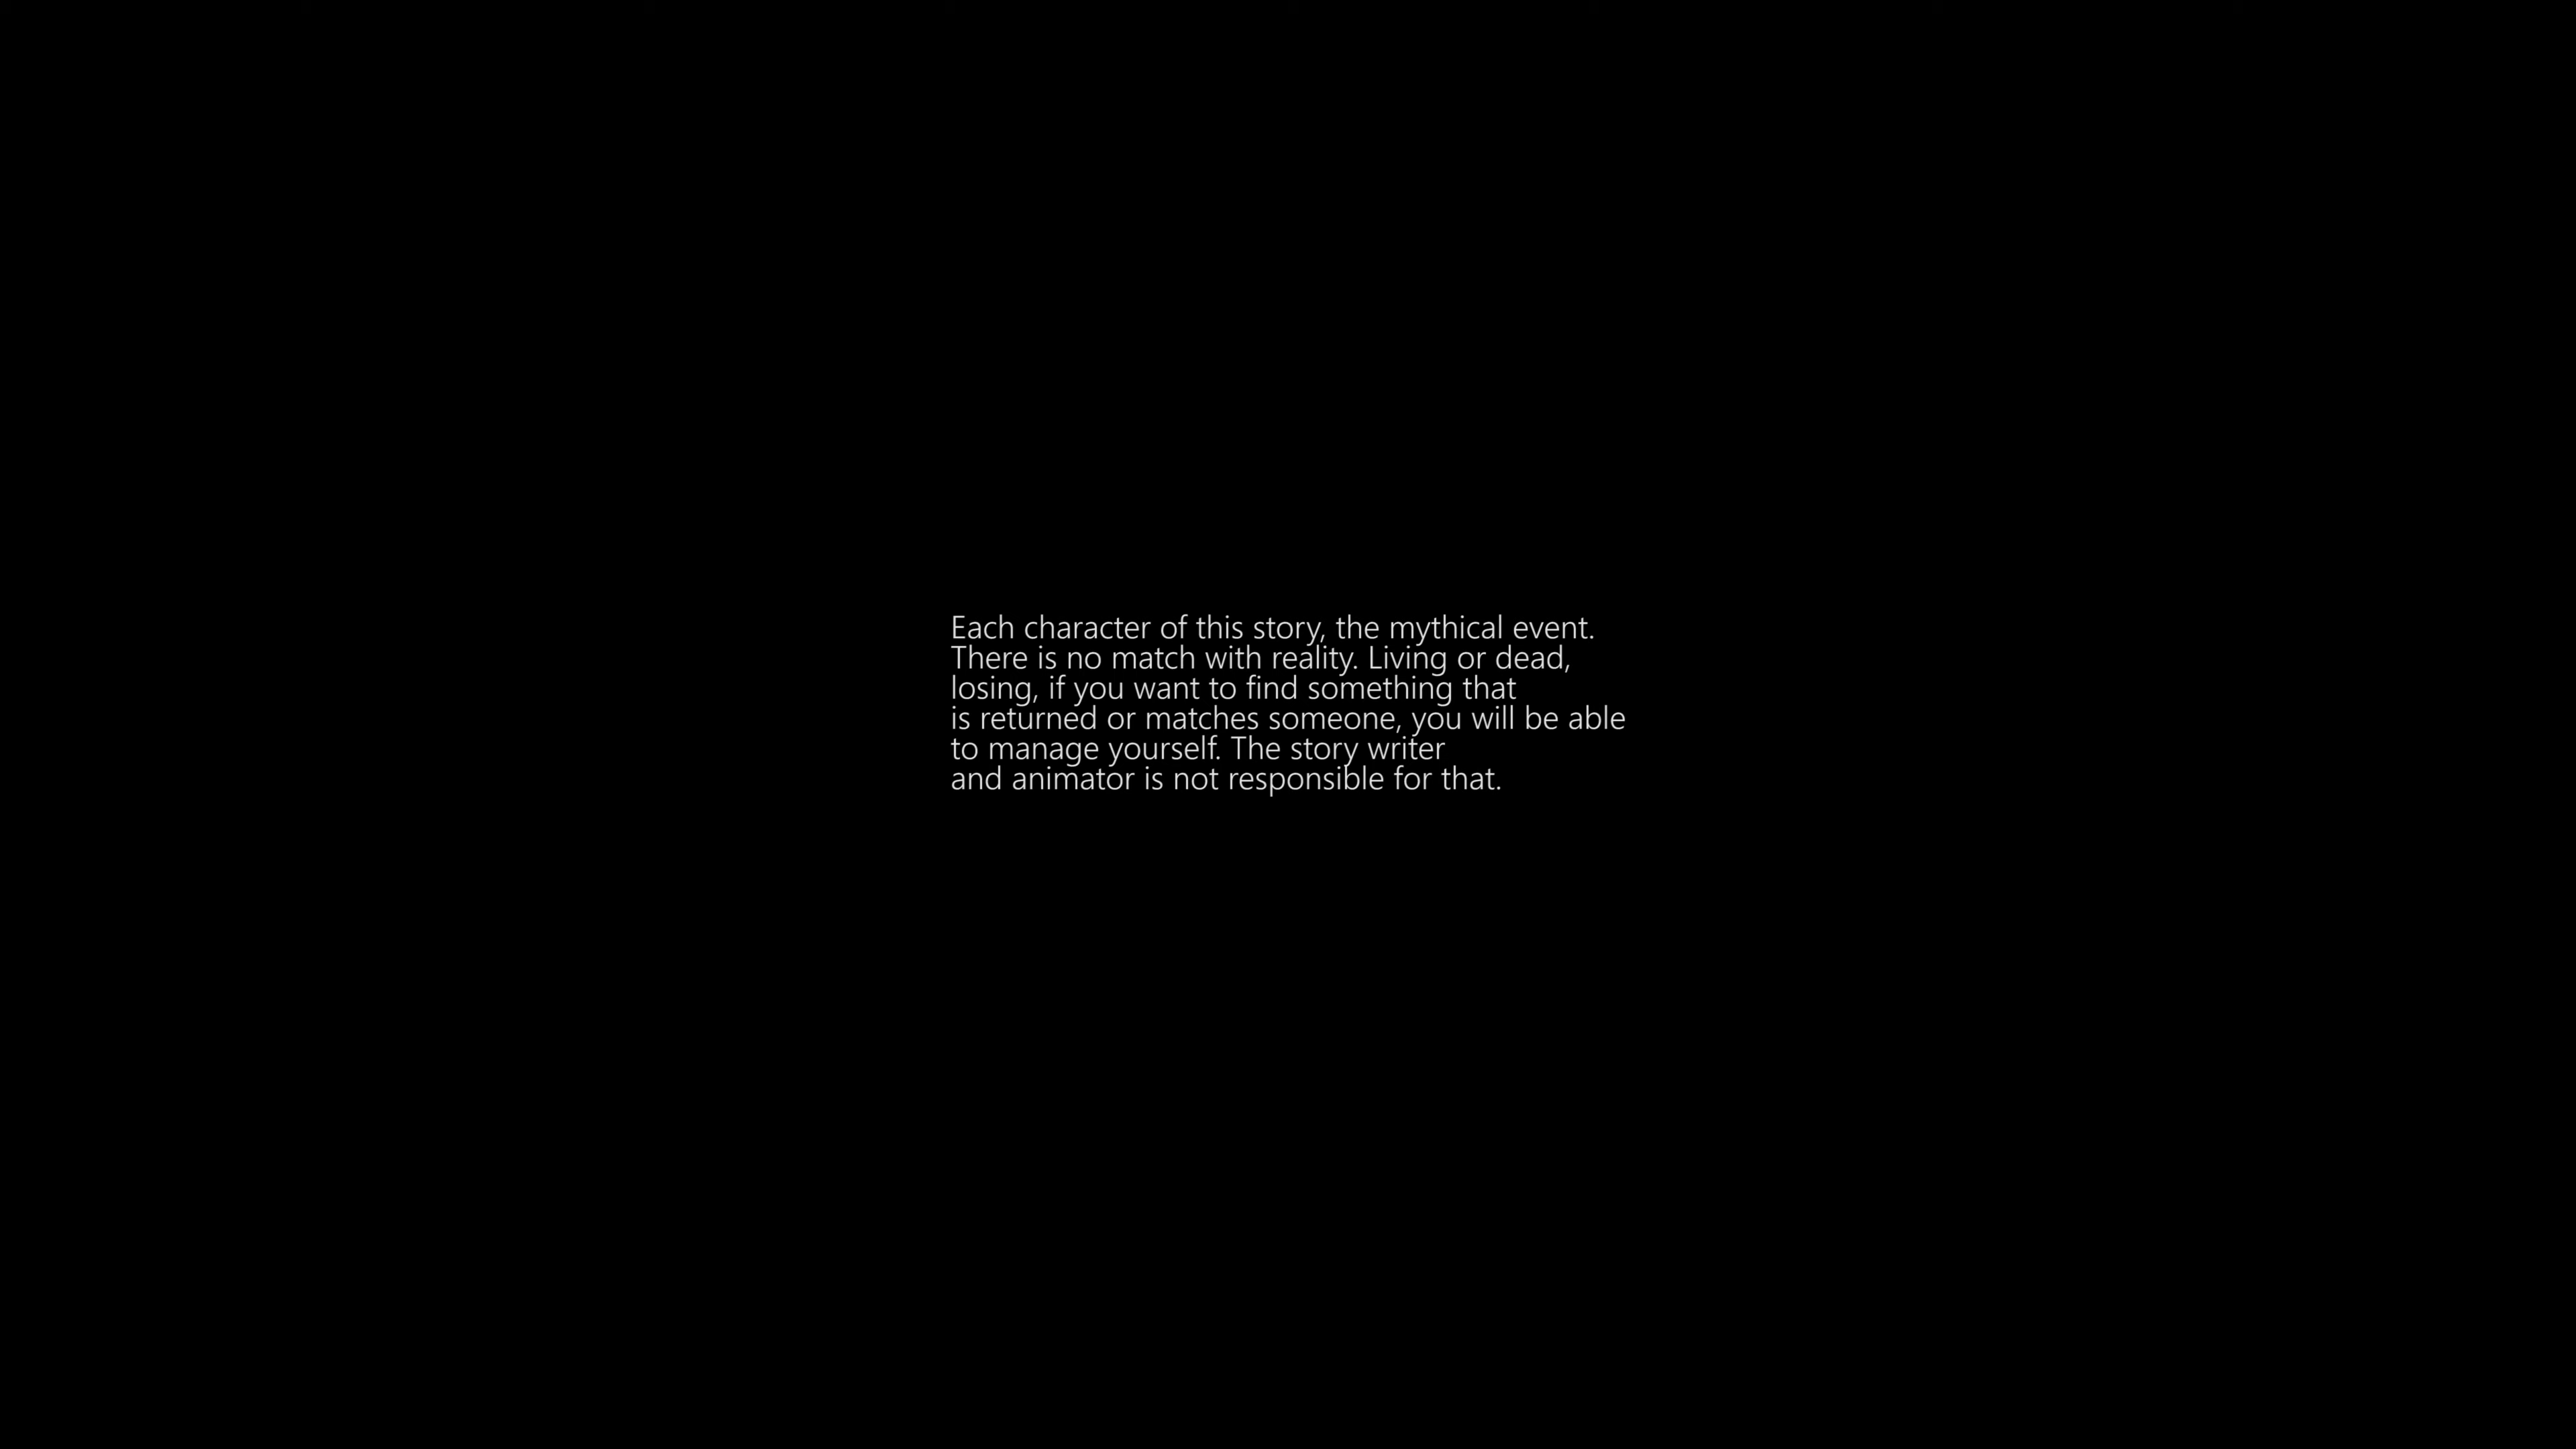 Each character of this story, the mythical event.
There is no match with reality. Living or dead,
losing, if you want to find something that
is returned or matches someone, you will be able
to manage yourself. The story writer
and animator is not responsible for that.